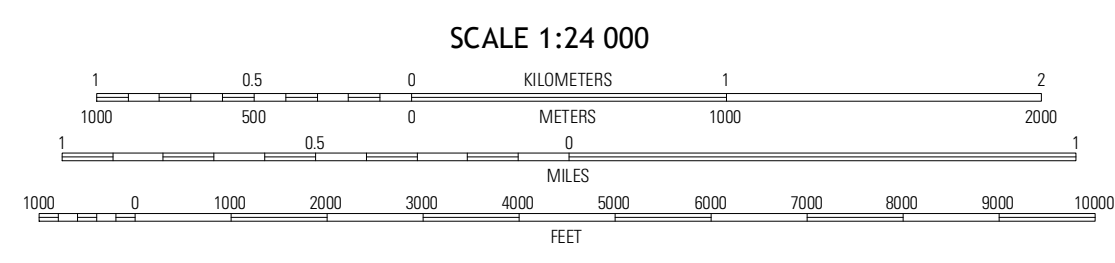 SCALE 1:24 000
1 0.5 0 KILOMETERS 1 2
1000 500 0 METERS 1000 2000
1 0.5 0 1
MILES
1000 0 1000 2000 3000 4000 5000 6000 7000 8000 9000 10000
FEET